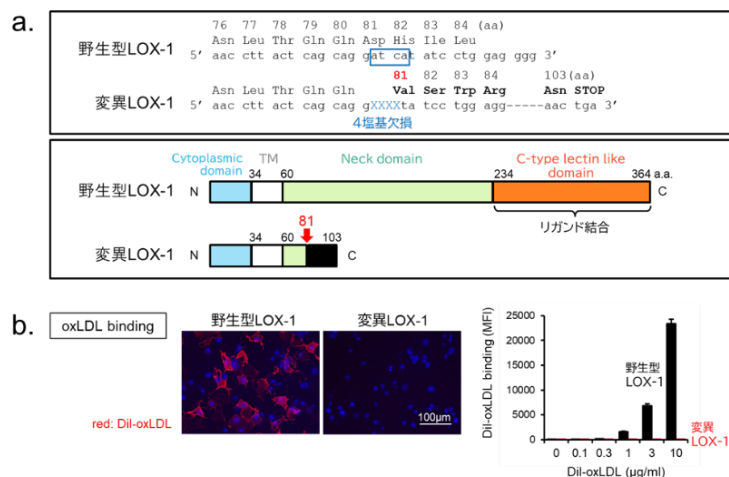 a.
76 77 78 79 80 81 82 83 84 (aa)
Asn Leu Thr Gln Gln Asp His Ile Leu
野生型LOX-1 5' aac ctt act cag cag gat cat atc ctg gag ggg 3'
81 82 83 84 103(aa)
Asn Leu Thr Gln Gln Val Ser Trp Arg Asn STOP
変異LOX-1 5' aac ctt act cag cag gXXXXta tcc tgg agg-----aac tga 3'
4塩基欠損
Cytoplasmic domain
TM
Neck domain
C-type lectin like domain
34 60 234 364 a.a.
野生型LOX-1 N C
リガンド結合
81
34 60 103
変異LOX-1 N C
b.
oxLDL binding
野生型LOX-1 変異LOX-1
red: DiI-oxLDL
100μm
DiI-oxLDL binding (MFI)
25000
20000
15000
10000
5000
0
野生型
LOX-1
変異
LOX-1
0 0.1 0.3 1 3 10
DiI-oxLDL (μg/ml)